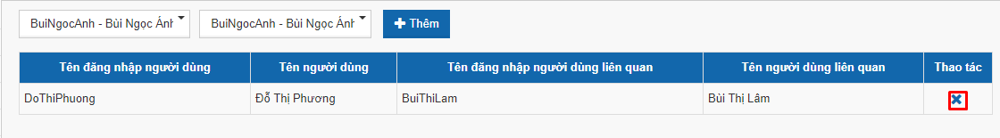 BuiNgocAnh - Bùi Ngọc Ánh BuiNgocAnh - Bùi Ngọc Ánh Thêm
Tên đăng nhập người dùng Tên người dùng Tên đăng nhập người dùng liên quan Tên người dùng liên quan Thao tác
DoThiPhuong Đỗ Thị Phương BuiThiLam Bùi Thị Lâm